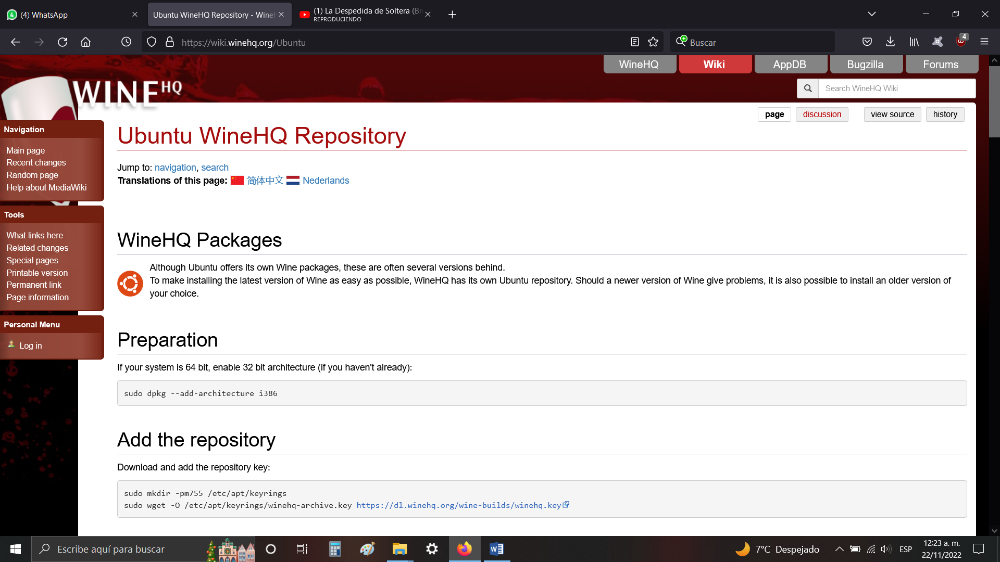 (4) WhatsApp
Ubuntu WineHQ Repository - Wine
(1) La Despedida de Soltera (Br
REPRODUCIENDO
https://wiki.winehq.org/Ubuntu
Buscar
4
WineHQ
Wiki
AppDB
Bugzilla
Forums
WINE HQ
Search WineHQ Wiki
page
discussion
view source
history
Navigation
Main page
Recent changes
Random page
Help about MediaWiki
Tools
What links here
Related changes
Special pages
Printable version
Permanent link
Page information
Personal Menu
Log in
Ubuntu WineHQ Repository
Jump to: navigation, search
Translations of this page: 简体中文 Nederlands
WineHQ Packages
Although Ubuntu offers its own Wine packages, these are often several versions behind.
To make installing the latest version of Wine as easy as possible, WineHQ has its own Ubuntu repository. Should a newer version of Wine give problems, it is also possible to install an older version of
your choice.
Preparation
If your system is 64 bit, enable 32 bit architecture (if you haven't already):
sudo dpkg --add-architecture i386
Add the repository
Download and add the repository key:
sudo mkdir -pm755 /etc/apt/keyrings
sudo wget -O /etc/apt/keyrings/winehq-archive.key https://dl.winehq.org/wine-builds/winehq.key
Escribe aquí para buscar
7°C Despejado
ESP
12:23 a. m.
22/11/2022